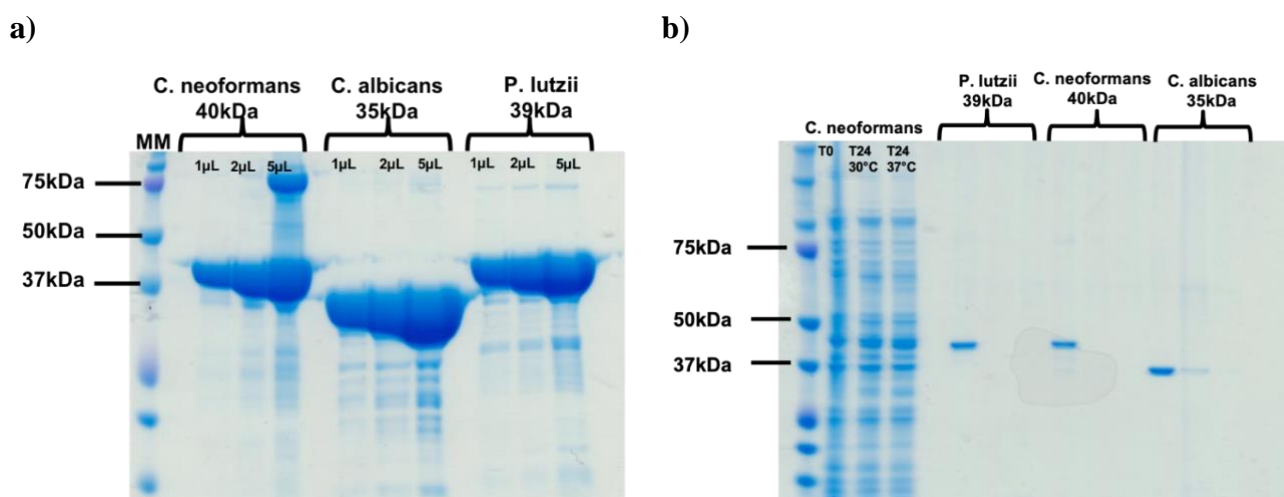 a)
C. neoformans
40kDa
C. albicans
35kDa
P. lutzii
39kDa
MM
1µL 2µL 5µL
1µL 2µL 5µL
1µL 2µL 5µL
75kDa
50kDa
37kDa
b)
P. lutzii
39kDa
C. neoformans
40kDa
C. albicans
35kDa
C. neoformans
T0 T24 T24
30°C 37°C
75kDa
50kDa
37kDa